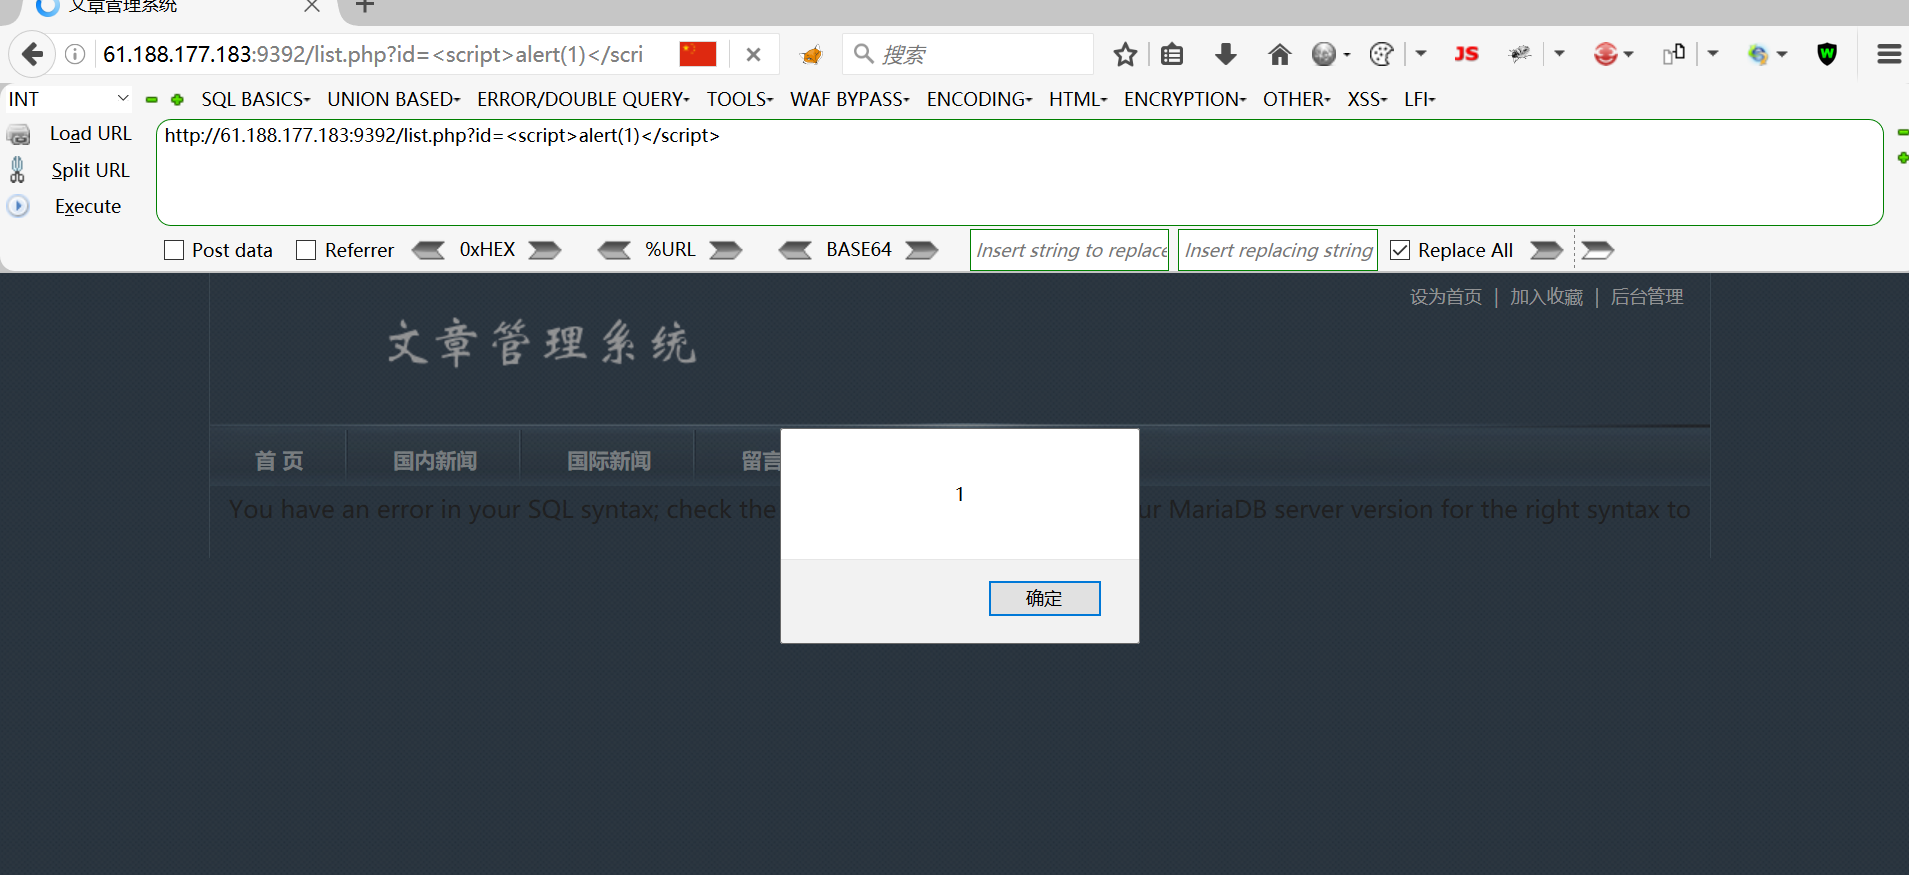 文章管理系统
61.188.177.183:9392/list.php?id=<script>alert(1)</scri
搜索
JS
INT
SQL BASICS
UNION BASED
ERROR/DOUBLE QUERY
TOOLS
WAF BYPASS
ENCODING
HTML
ENCRYPTION
OTHER
XSS
LFI
Load URL
http://61.188.177.183:9392/list.php?id=<script>alert(1)</script>
Split URL
Execute
Post data
Referrer
0xHEX
%URL
BASE64
Insert string to replace
Insert replacing string
Replace All
设为首页 | 加入收藏 | 后台管理
文章管理系统
首 页
国内新闻
国际新闻
留言
You have an error in your SQL syntax; check the
ur MariaDB server version for the right syntax to
1
确定